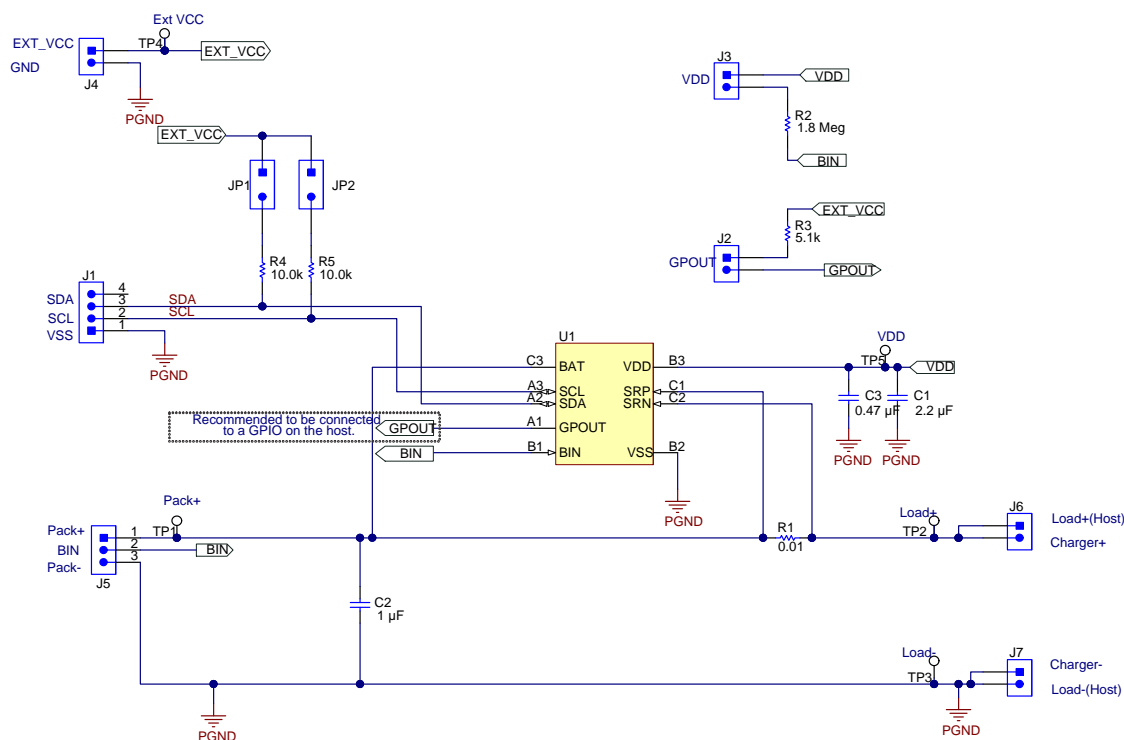 Ext VCC
EXT_VCC
TP4
EXT_VCC
GND
J4
PGND
EXT_VCC
JP1
JP2
R4
10.0k
R5
10.0k
J1
SDA
4
SDA
3
SCL
2
SCL
VSS
1
PGND
J3
VDD
VDD
R2
1.8 Meg
BIN
EXT_VCC
R3
5.1k
J2
GPOUT
GPOUT
U1
C3
BAT
VDD
B3
A3
SCL
SRP
C1
A2
SDA
SRN
C2
A1
GPOUT
B1
BIN
VSS
B2
PGND
VDD
TP5
VDD
C3
0.47 µF
C1
2.2 µF
PGND
PGND
Recommended to be connected
to a GPIO on the host.
GPOUT
BIN
Pack+
Pack+
1
TP1
BIN
2
BIN
Pack-
3
J5
C2
1 µF
R1
0.01
Load+
TP2
J6
Load+(Host)
Charger+
Load-
TP3
J7
Charger-
Load-(Host)
PGND
PGND